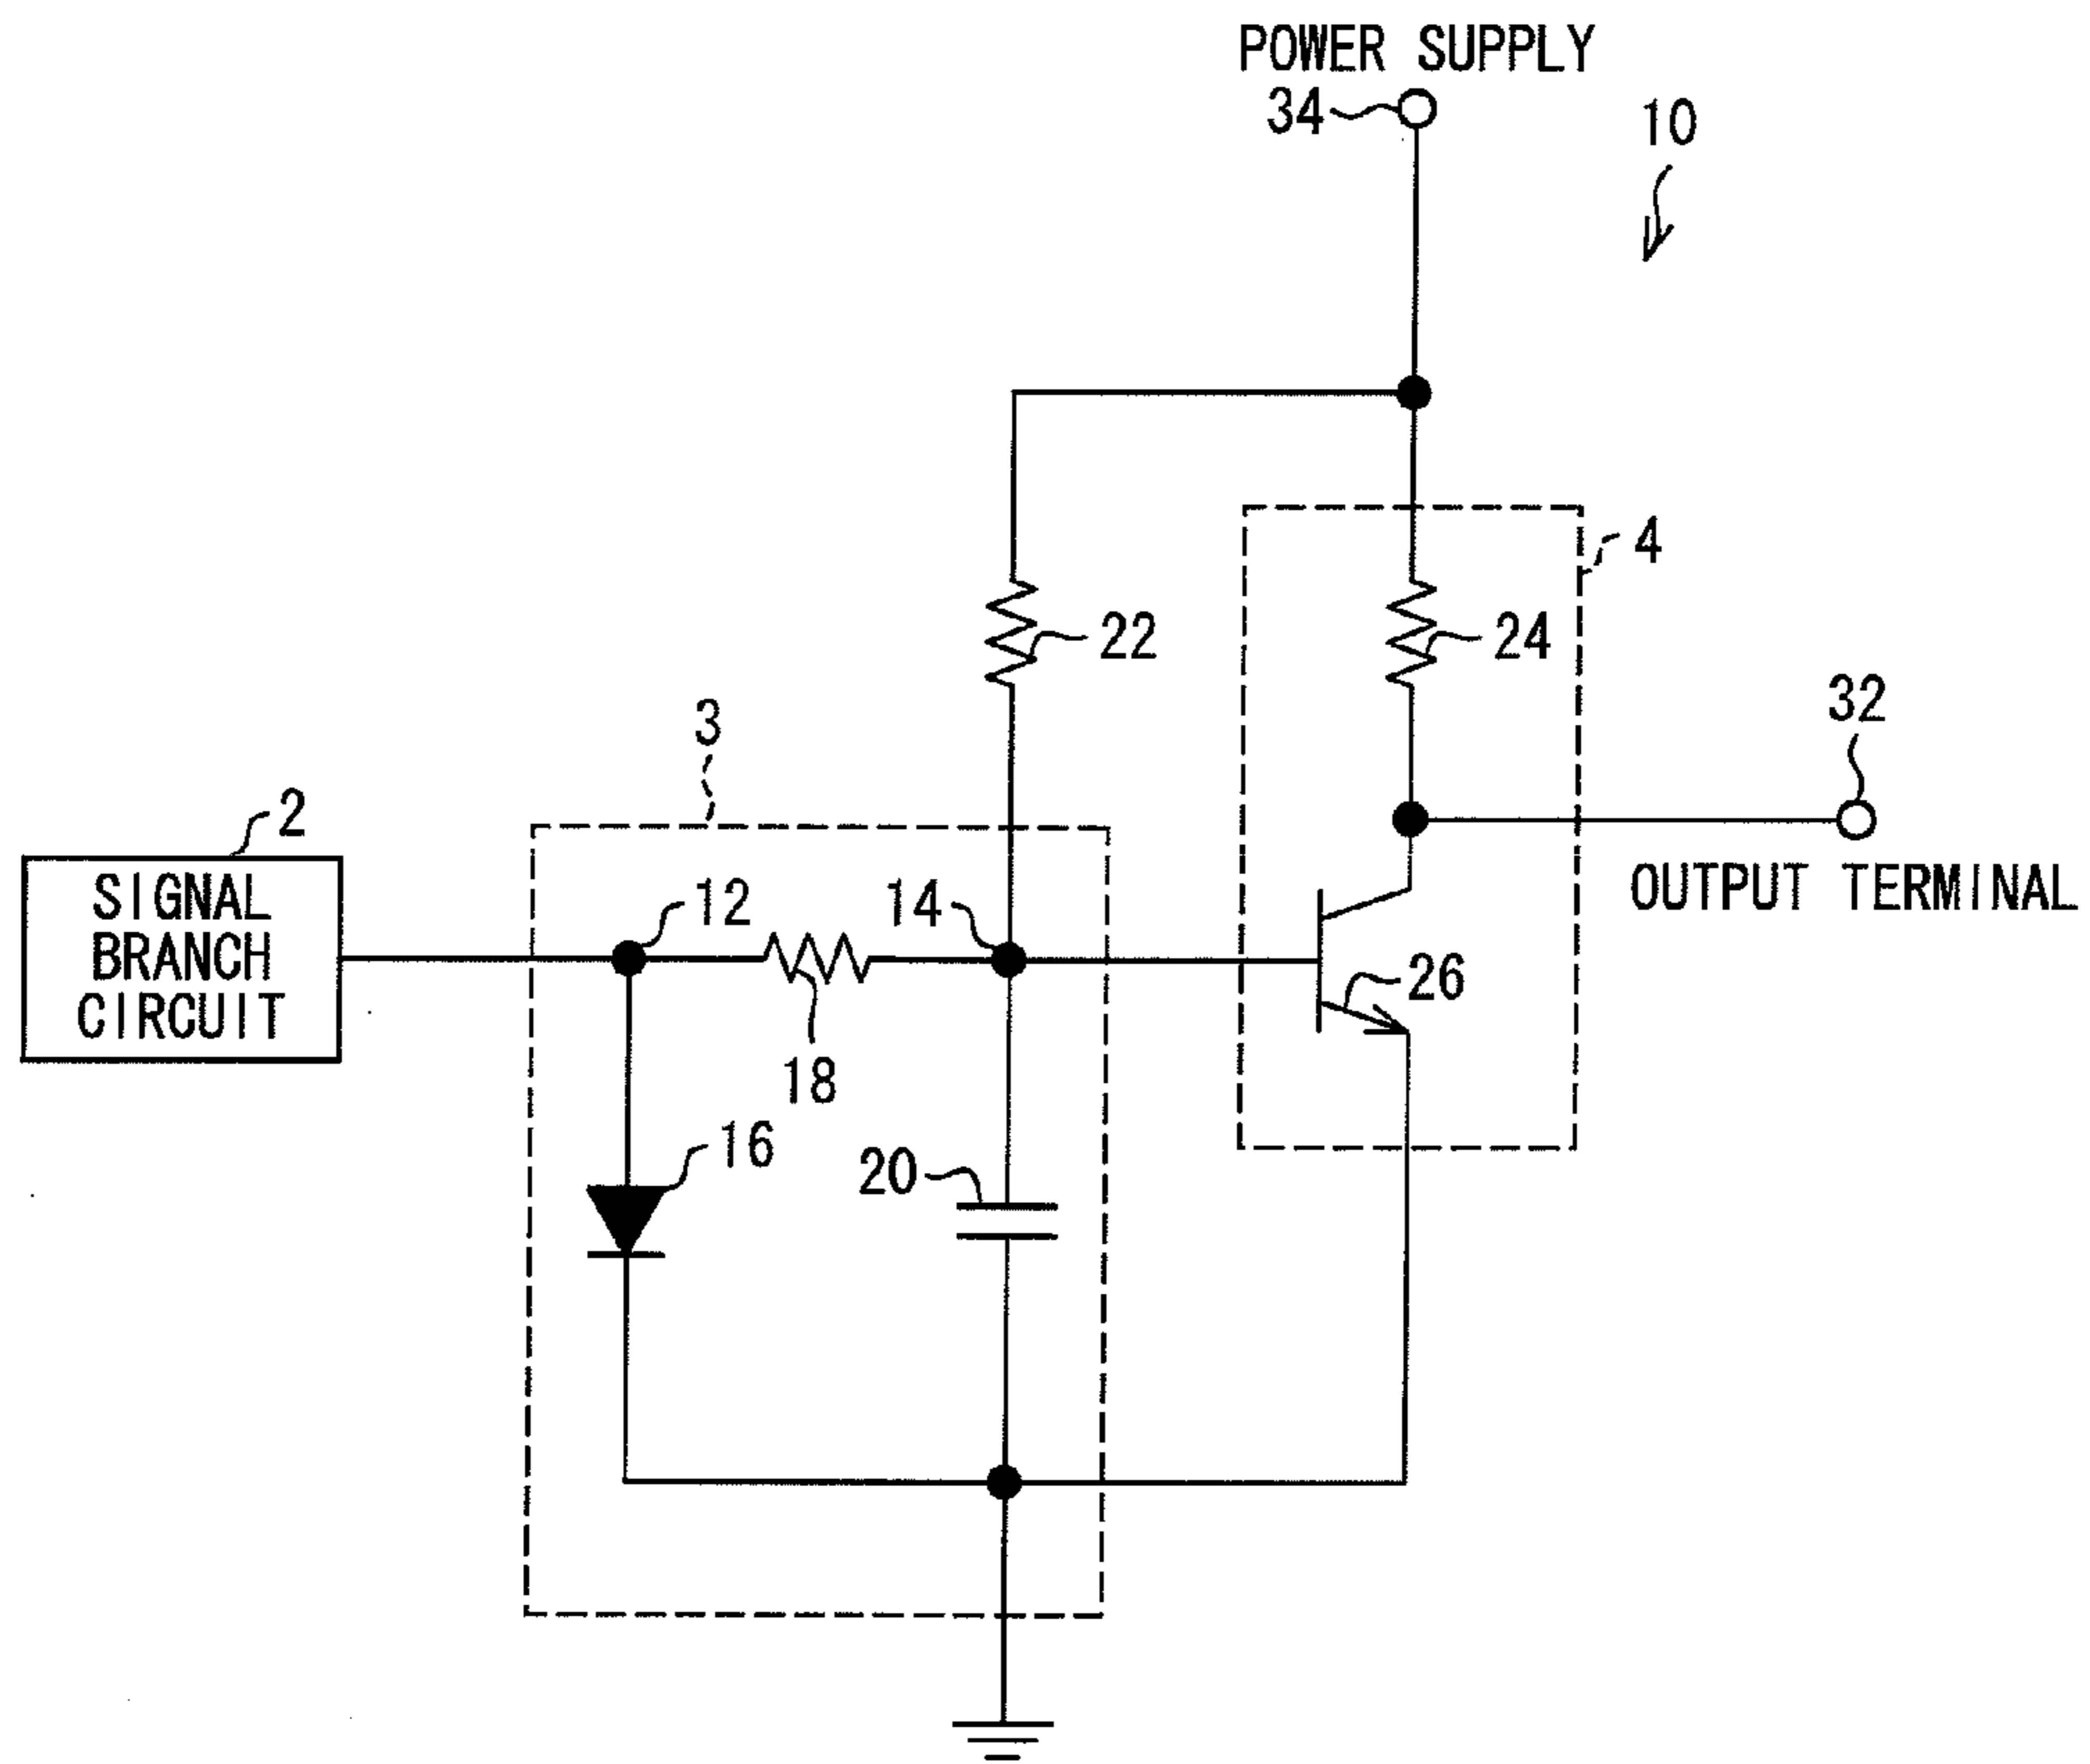 POWER SUPPLY
34
10
4
22
24
32
3
2
SIGNAL
BRANCH
CIRCUIT
12
14
OUTPUT TERMINAL
26
18
16
20